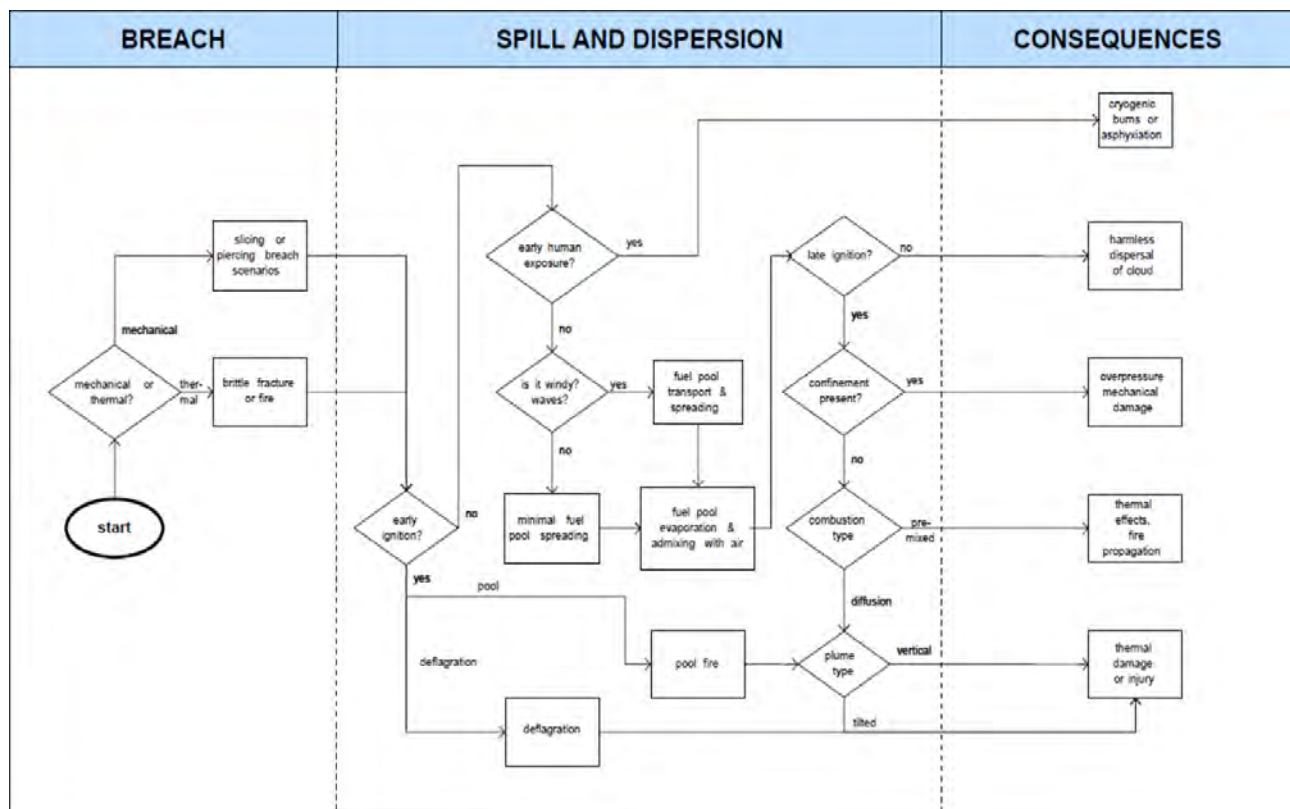 BREACH
SPILL AND DISPERSION
CONSEQUENCES
cryogenic
burns or
asphyxiation
slicing or
piercing breach
scenarios
early human
exposure?
yes
late ignition?
no
harmless
dispersal
of cloud
mechanical
no
yes
mechanical or
thermal?
ther-
mal
brittle fracture
or fire
is it windy?
waves?
yes
fuel pool
transport &
spreading
confinement
present?
yes
overpressure
mechanical
damage
no
no
start
early
ignition?
no
minimal fuel
pool spreading
fuel pool
evaporation &
admixing with air
combustion
type
pre-
mixed
thermal
effects,
fire
propagation
yes
pool
diffusion
deflagration
pool fire
plume
type
vertical
thermal
damage
or injury
deflagration
tilted